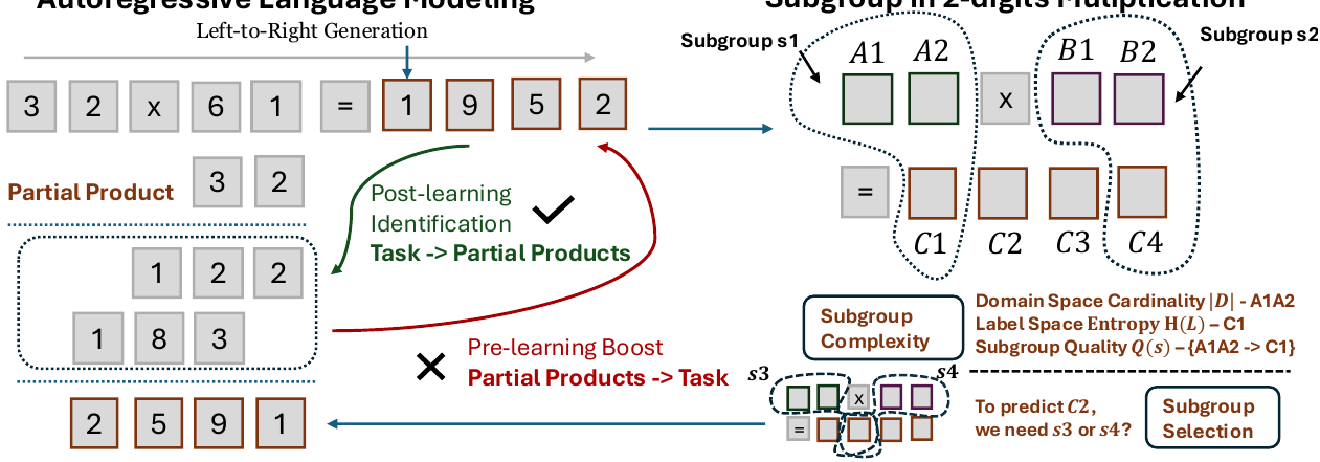 Autoregressive Language Modeling
Left-to-Right Generation
3 2 x 6 1 = 1 9 5 2
Partial Product
3 2
1 2 2
1 8 3
2 5 9 1
Post-learning
Identification
Task -> Partial Products
Pre-learning Boost
Partial Products -> Task
Subgroup in 2-digits Multiplication
Subgroup s1
Subgroup s2
A1 A2 B1 B2
x
=
C1 C2 C3 C4
Subgroup
Complexity
Domain Space Cardinality |D| - A1A2
Label Space Entropy H(L) – C1
Subgroup Quality Q(s) – {A1A2 -> C1}
s3
s4
x
=
To predict C2,
we need s3 or s4?
Subgroup
Selection